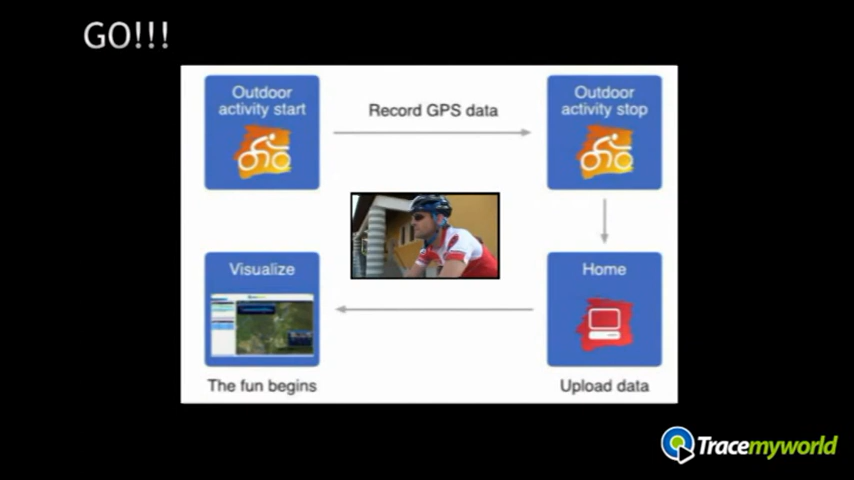 GO!!!
Outdoor
activity start
Record GPS data
Outdoor
activity stop
Visualize
Home
The fun begins
Upload data
Tracemyworld